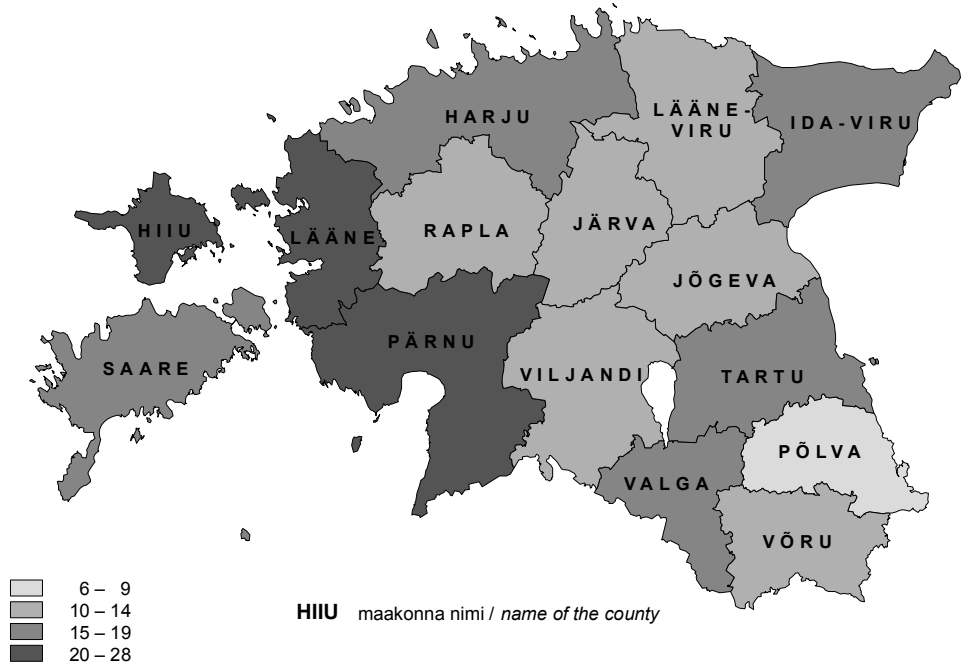 HARJU
LÄÄNE-
VIRU
IDA-VIRU
HIIU
LÄÄNE
RAPLA
JÄRVA
JÕGEVA
SAARE
PÄRNU
VILJANDI
TARTU
PÕLVA
VALGA
VÕRU
6 – 9
10 – 14
15 – 19
20 – 28
HIIU maakonna nimi / name of the county